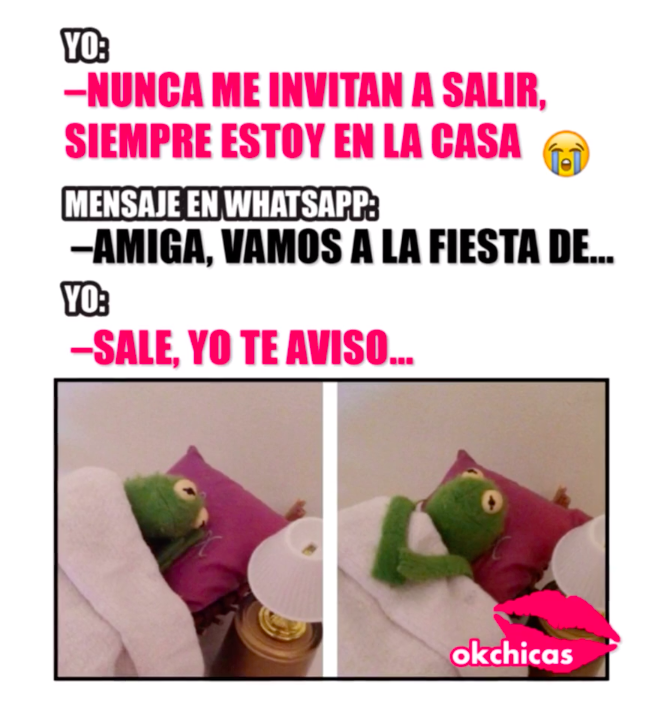 YO:
–NUNCA ME INVITAN A SALIR,
SIEMPRE ESTOY EN LA CASA 😭
MENSAJE EN WHATSAPP:
–AMIGA, VAMOS A LA FIESTA DE...
YO:
–SALE, YO TE AVISO...
okchicas